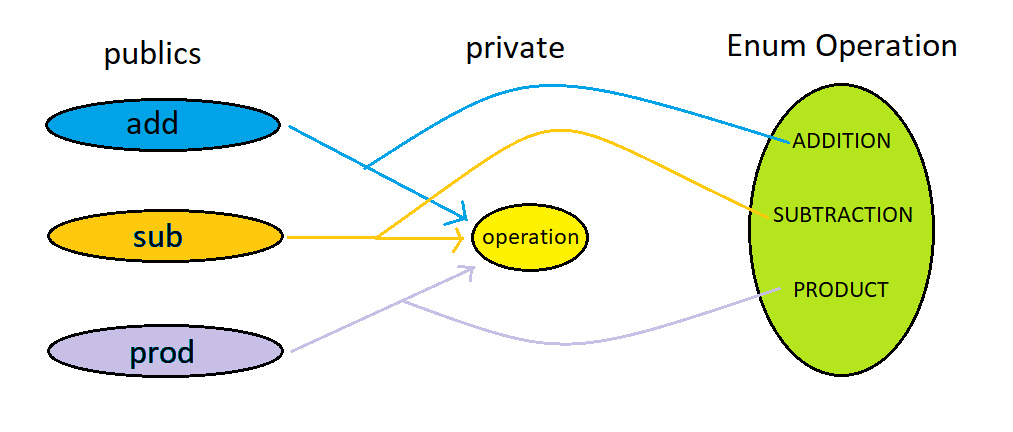 publics
private
Enum Operation
add
ADDITION
sub
operation
SUBTRACTION
prod
PRODUCT